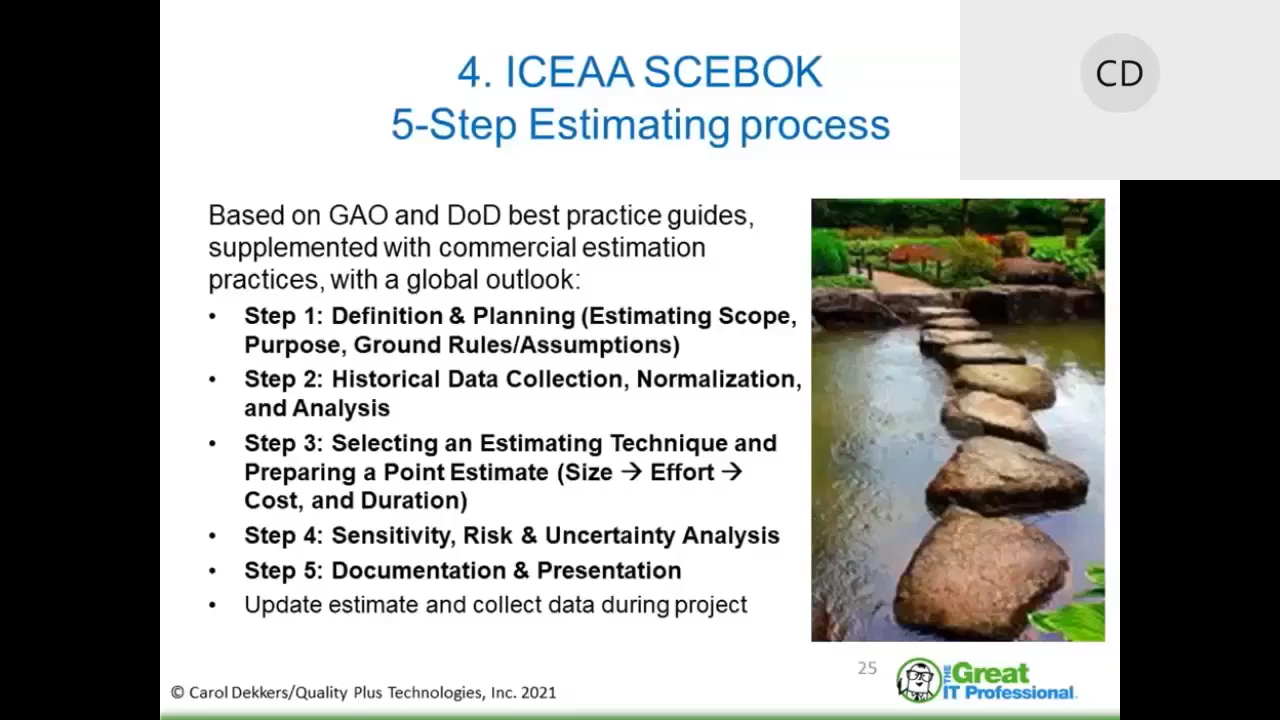 4. ICEAA SCEBOK
5-Step Estimating process
CD
Based on GAO and DoD best practice guides,
supplemented with commercial estimation
practices, with a global outlook:
• Step 1: Definition & Planning (Estimating Scope,
Purpose, Ground Rules/Assumptions)
• Step 2: Historical Data Collection, Normalization,
and Analysis
• Step 3: Selecting an Estimating Technique and
Preparing a Point Estimate (Size → Effort →
Cost, and Duration)
• Step 4: Sensitivity, Risk & Uncertainty Analysis
• Step 5: Documentation & Presentation
• Update estimate and collect data during project
25
© Carol Dekkers/Quality Plus Technologies, Inc. 2021
THE Great
IT Professional